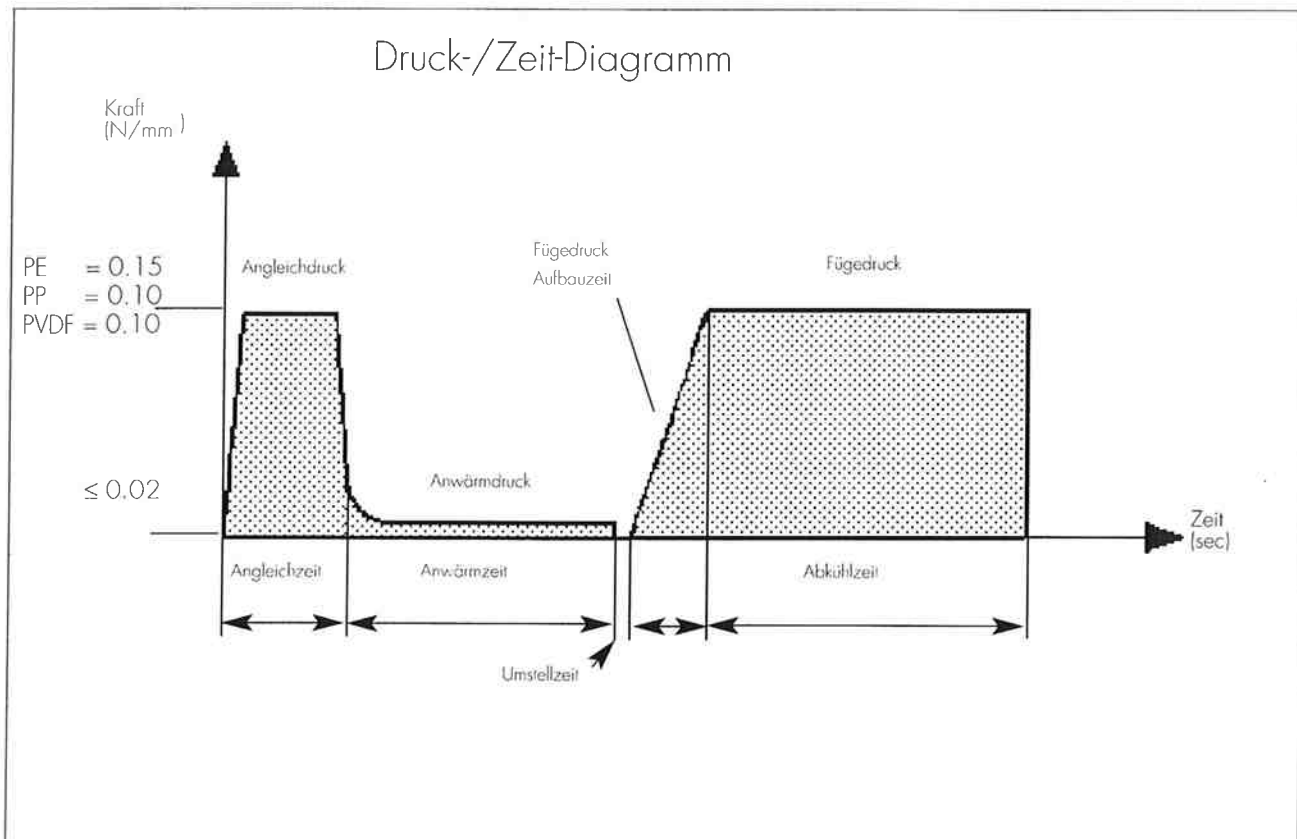 Druck-/Zeit-Diagramm
Kraft
(N/mm )
PE = 0.15
PP = 0.10
PVDF = 0.10
Angleichdruck
Fügedruck
Aufbauzeit
Fügedruck
≤ 0.02
Anwärmdruck
Zeit
(sec)
Angleichzeit
Anwärmzeit
Abkühlzeit
Umstellzeit